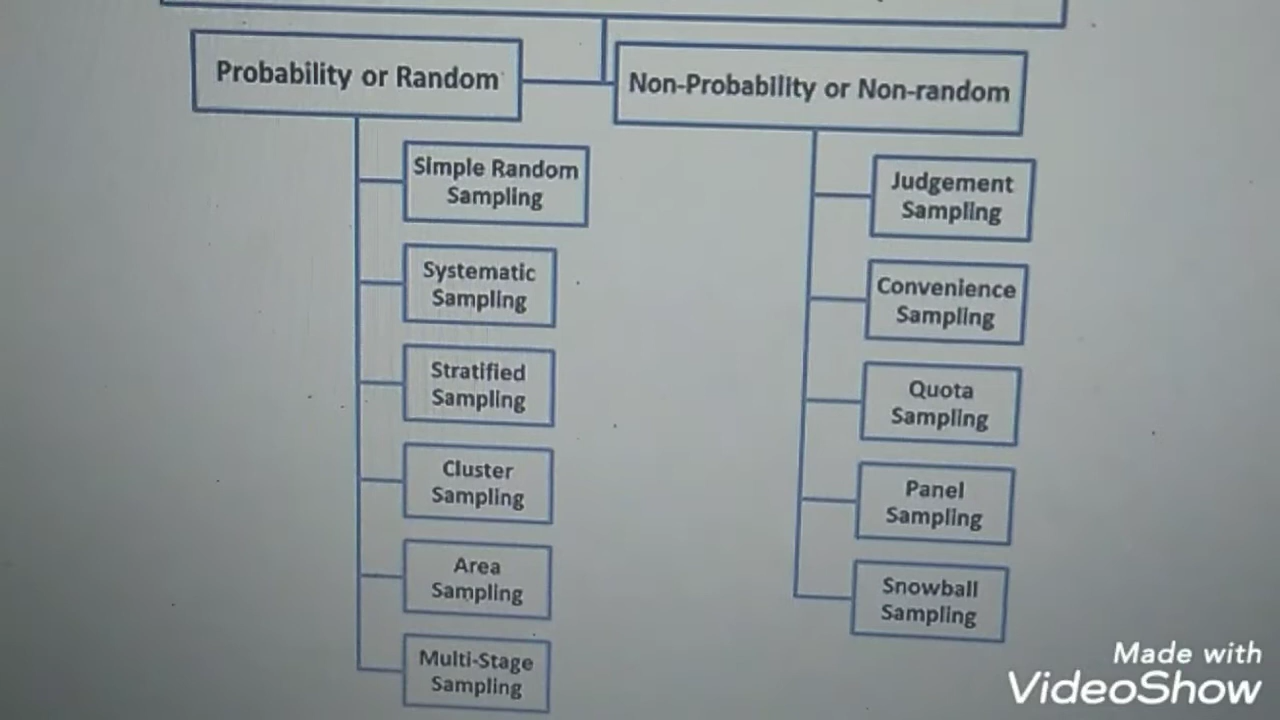 Probability or Random
Non-Probability or Non-random
Simple Random
Sampling
Systematic
Sampling
Stratified
Sampling
Cluster
Sampling
Area
Sampling
Multi-Stage
Sampling
Judgement
Sampling
Convenience
Sampling
Quota
Sampling
Panel
Sampling
Snowball
Sampling
Made with
VideoShow